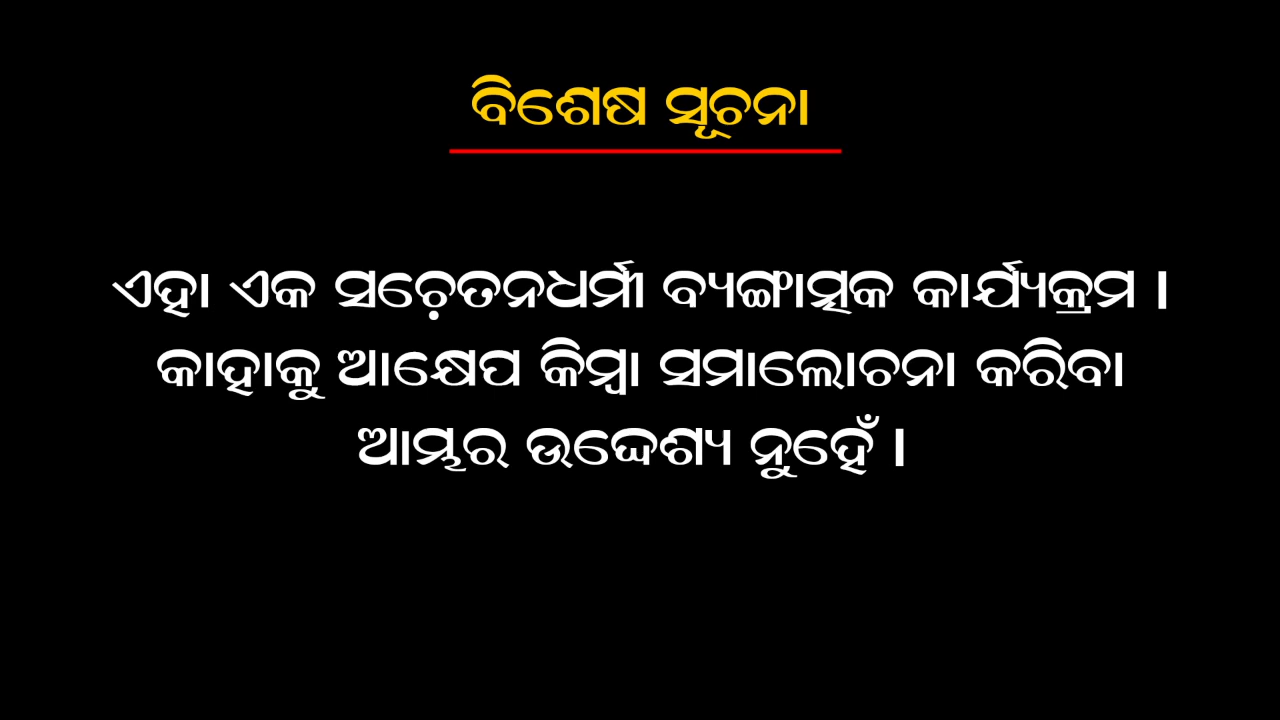 ବିଶେଷ ସୂଚନା
ଏହା ଏକ ସଚ଼େତନଧର୍ମୀ ବ୍ୟଙ୍ଗାତ୍ମକ କାର୍ଯ୍ୟକ୍ରମ ।
କାହାକୁ ଆକ୍ଷେପ କିମ୍ବା ସମାଲୋଚନା କରିବା
ଆମ୍ଭର ଉଦ୍ଦେଶ୍ୟ ନୁହେଁ ।